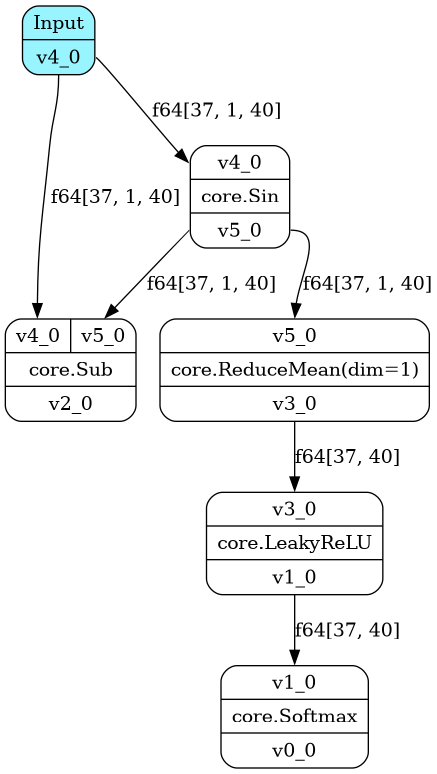 Input
v4_0
f64[37, 1, 40]
v4_0
core.Sin
v5_0
f64[37, 1, 40]
f64[37, 1, 40]
f64[37, 1, 40]
v4_0 v5_0
core.Sub
v2_0
v5_0
core.ReduceMean(dim=1)
v3_0
f64[37, 40]
v3_0
core.LeakyReLU
v1_0
f64[37, 40]
v1_0
core.Softmax
v0_0